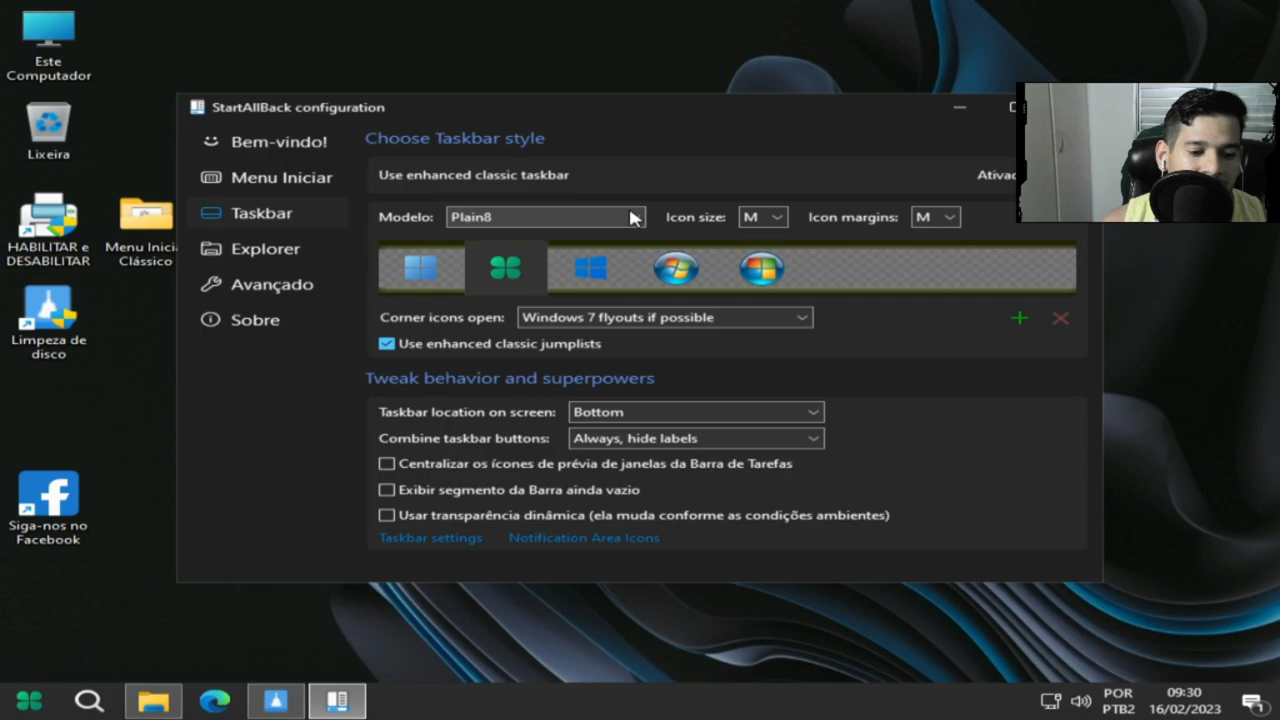 Este
Computador
Lixeira
HABILITAR e
DESABILITAR
Menu Inici
Clássico
Limpeza de
disco
Siga-nos no
Facebook
StartAllBack configuration
Bem-vindo!
Menu Iniciar
Taskbar
Explorer
Avançado
Sobre
Choose Taskbar style
Use enhanced classic taskbar
Ativac
Modelo:
Plain8
Icon size:
M
Icon margins:
M
Corner icons open:
Windows 7 flyouts if possible
Use enhanced classic jumplists
Tweak behavior and superpowers
Taskbar location on screen:
Bottom
Combine taskbar buttons:
Always, hide labels
Centralizar os ícones de prévia de janelas da Barra de Tarefas
Exibir segmento da Barra ainda vazio
Usar transparência dinâmica (ela muda conforme as condições ambientes)
Taskbar settings
Notification Area Icons
POR
PTB2
09:30
16/02/2023
1